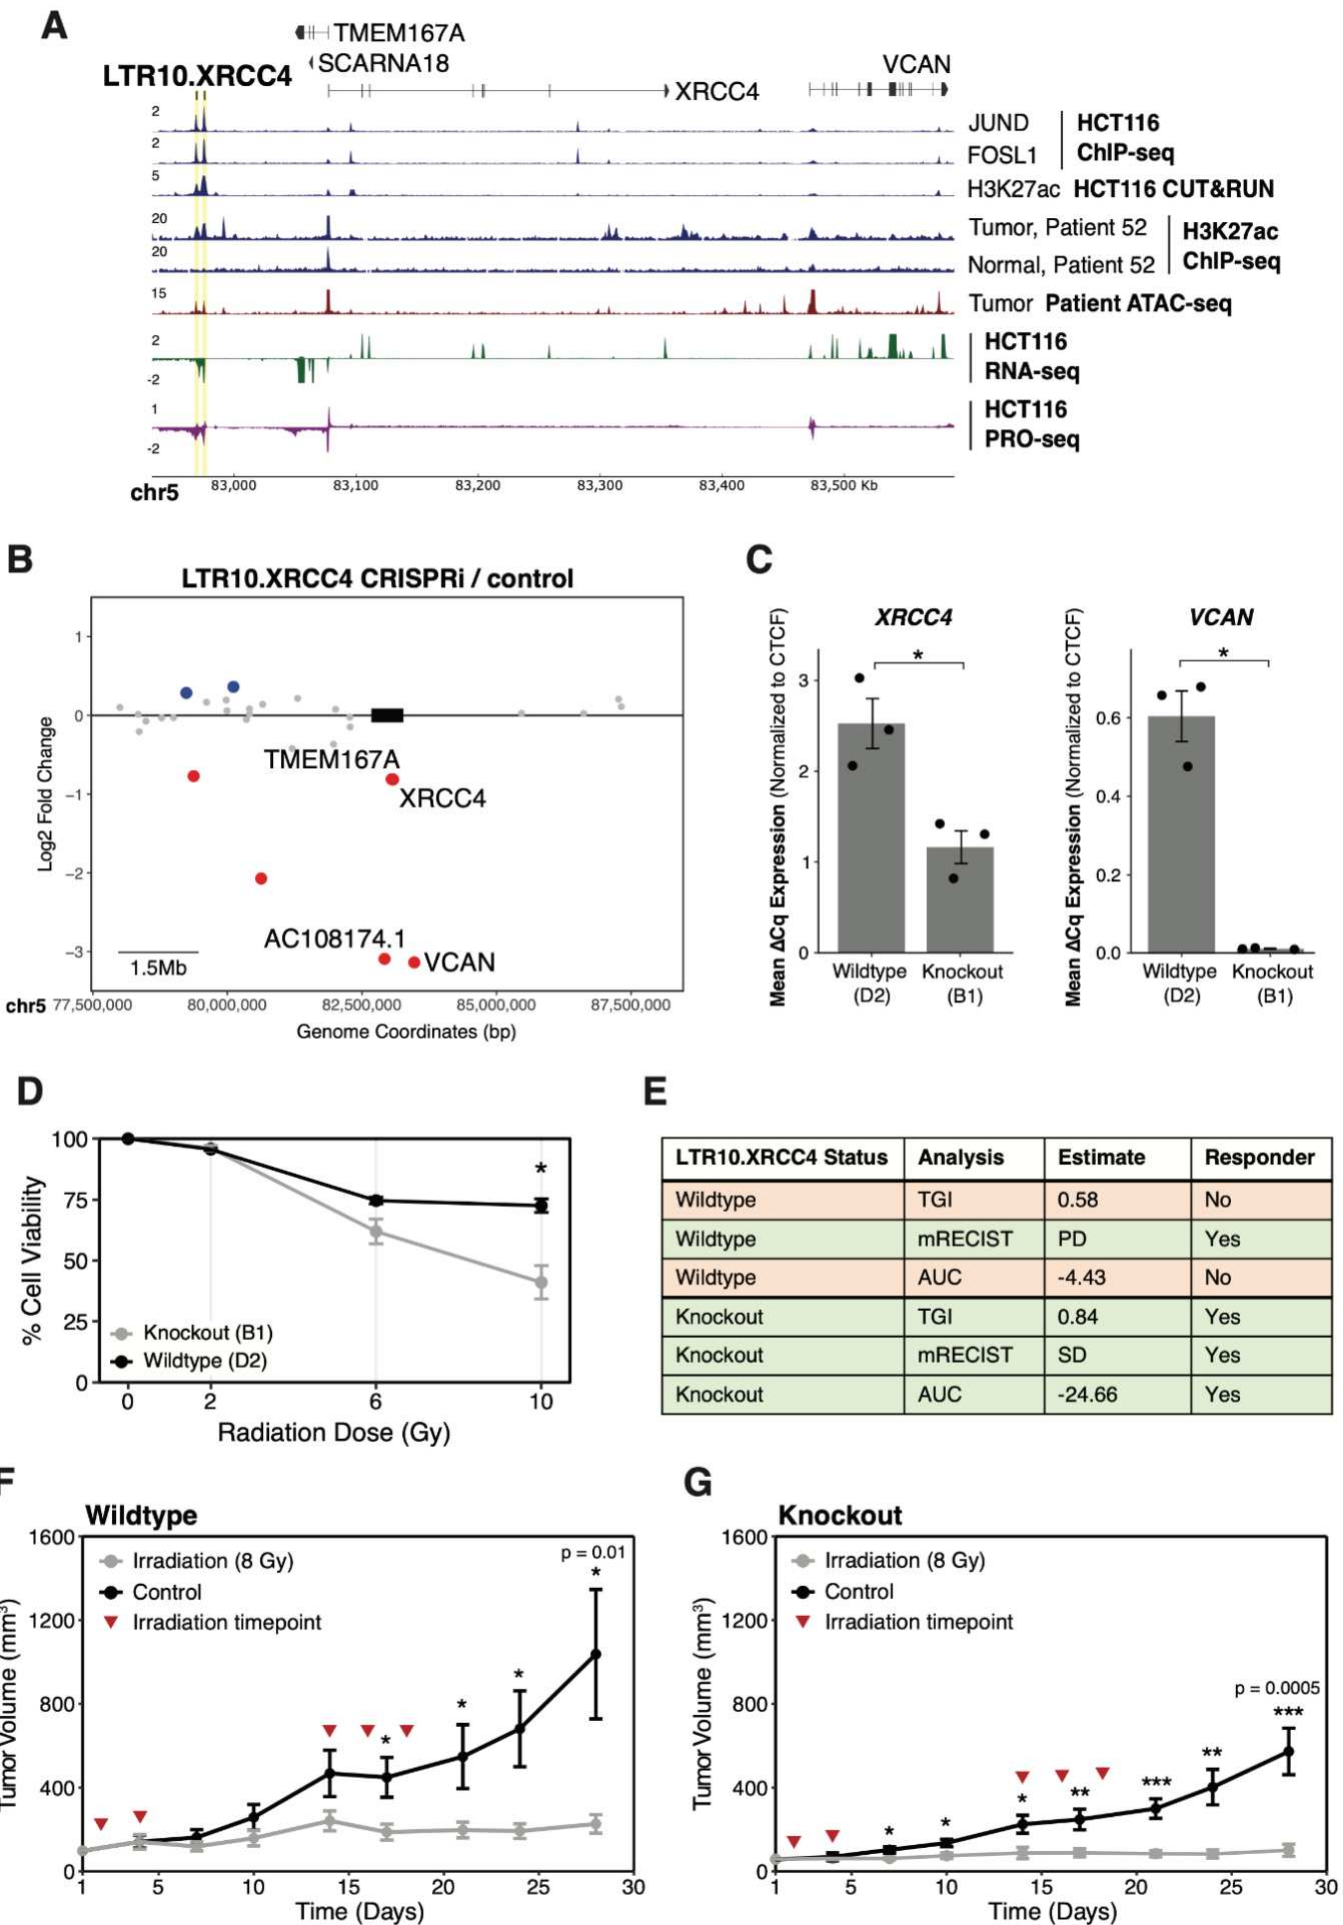 A
TMEM167A
SCARNA18
LTR10.XRCC4
XRCC4
VCAN
2
JUND
HCT116
2
FOSL1
ChIP-seq
5
H3K27ac HCT116 CUT&RUN
20
Tumor, Patient 52
H3K27ac
20
Normal, Patient 52
ChIP-seq
15
Tumor Patient ATAC-seq
2
HCT116
-2
RNA-seq
1
HCT116
-2
PRO-seq
chr5
83,000 83,100 83,200 83,300 83,400 83,500 Kb
B
LTR10.XRCC4 CRISPRi / control
Log2 Fold Change
1
0
−1
−2
−3
TMEM167A
XRCC4
AC108174.1
VCAN
1.5Mb
chr5 77,500,000 80,000,000 82,500,000 85,000,000 87,500,000
Genome Coordinates (bp)
C
Mean ΔCq Expression (Normalized to CTCF)
XRCC4
*
3
2
1
0
Wildtype (D2)
Knockout (B1)
Mean ΔCq Expression (Normalized to CTCF)
VCAN
*
0.6
0.4
0.2
0.0
Wildtype (D2)
Knockout (B1)
D
% Cell Viability
100
75
50
25
0
*
Knockout (B1)
Wildtype (D2)
0 2 6 10
Radiation Dose (Gy)
E
LTR10.XRCC4 Status Analysis Estimate Responder
Wildtype TGI 0.58 No
Wildtype mRECIST PD Yes
Wildtype AUC -4.43 No
Knockout TGI 0.84 Yes
Knockout mRECIST SD Yes
Knockout AUC -24.66 Yes
F
Wildtype
Tumor Volume (mm³)
1600
1200
800
400
0
Irradiation (8 Gy)
Control
Irradiation timepoint
p = 0.01
*
*
*
*
1 5 10 15 20 25 30
Time (Days)
G
Knockout
Tumor Volume (mm³)
1600
1200
800
400
0
Irradiation (8 Gy)
Control
Irradiation timepoint
p = 0.0005
***
**
***
**
*
*
*
1 5 10 15 20 25 30
Time (Days)